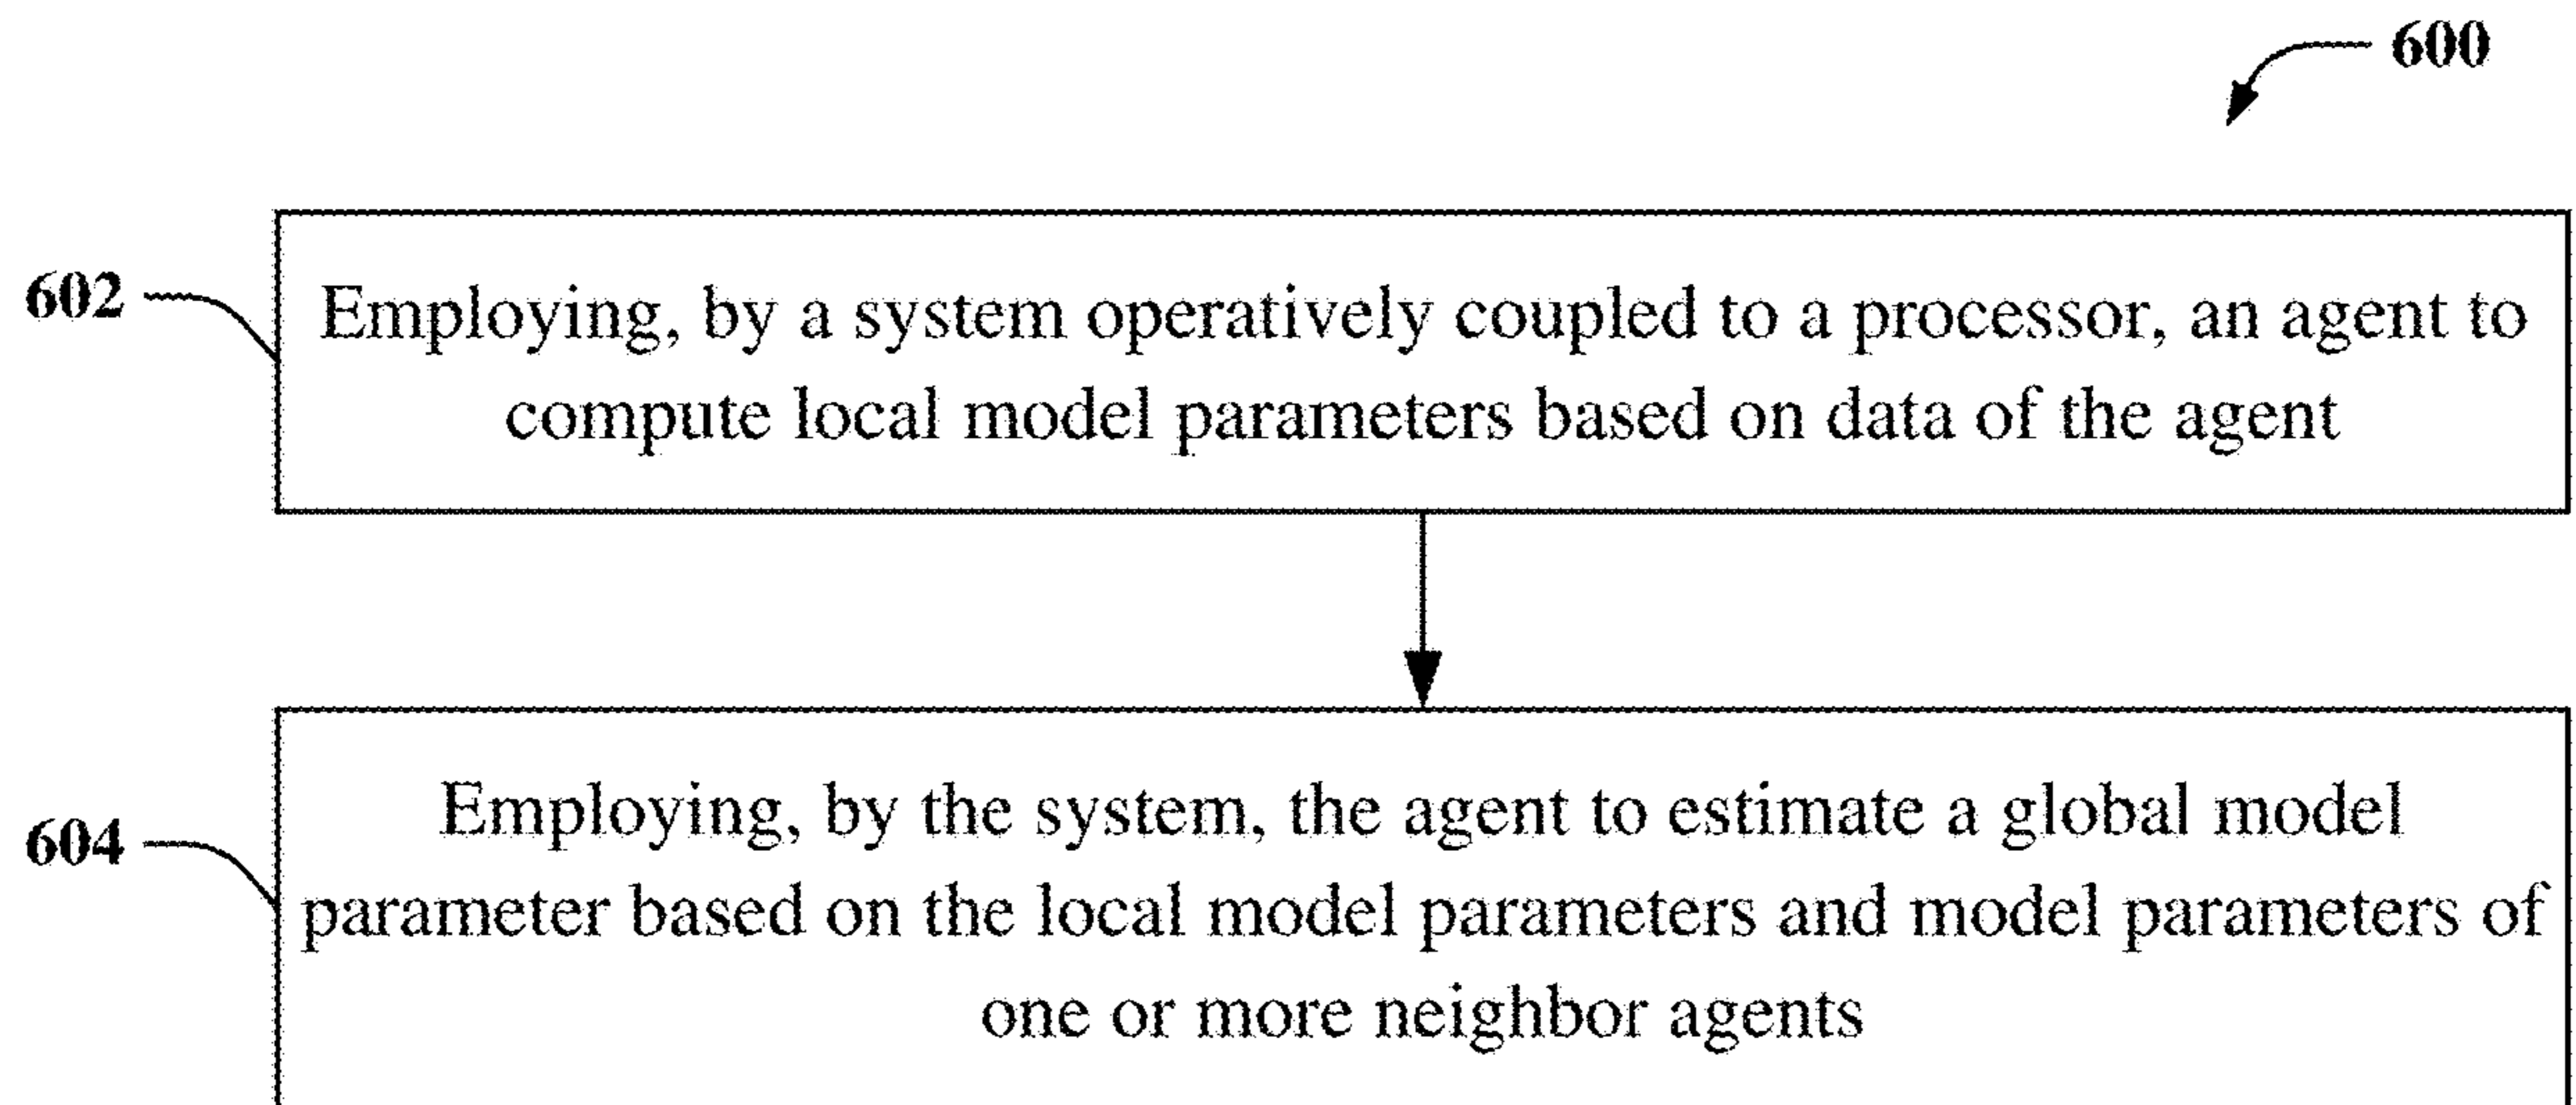 600
602
Employing, by a system operatively coupled to a processor, an agent to
compute local model parameters based on data of the agent
604
Employing, by the system, the agent to estimate a global model
parameter based on the local model parameters and model parameters of
one or more neighbor agents